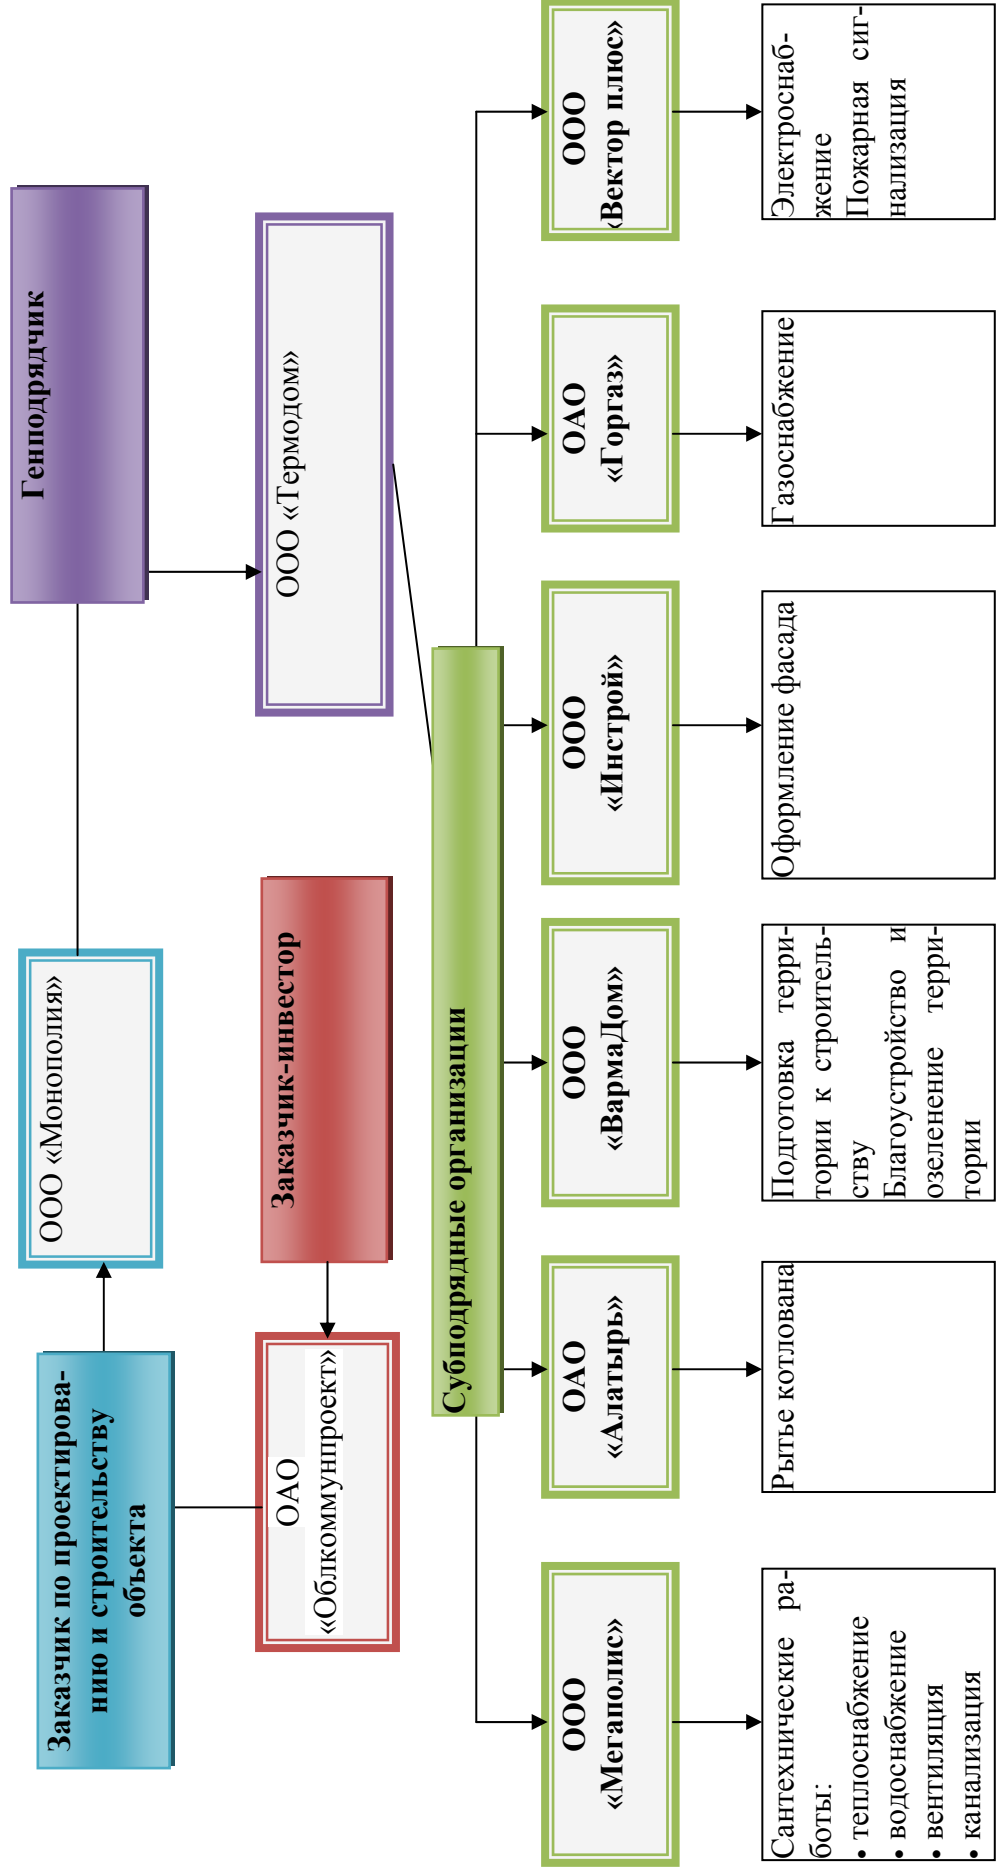 Заказчик по проектирова-
нию и строительству
объекта
ООО «Монополия»
Генподрядчик
ОАО
«Облкоммунпроект»
Заказчик-инвестор
ООО «Термодом»
Субподрядные организации
ООО
«Мегаполис»
ОАО
«Алатырь»
ООО
«ВармаДом»
ООО
«Инстрой»
ОАО
«Горгаз»
ООО
«Вектор плюс»
Сантехнические ра-
боты:
• теплоснабжение
• водоснабжение
• вентиляция
• канализация
Рытье котлована
Подготовка терри-
тории к строитель-
ству
Благоустройство и
озеленение терри-
тории
Оформление фасада
Газоснабжение
Электроснаб-
жение
Пожарная сиг-
нализация